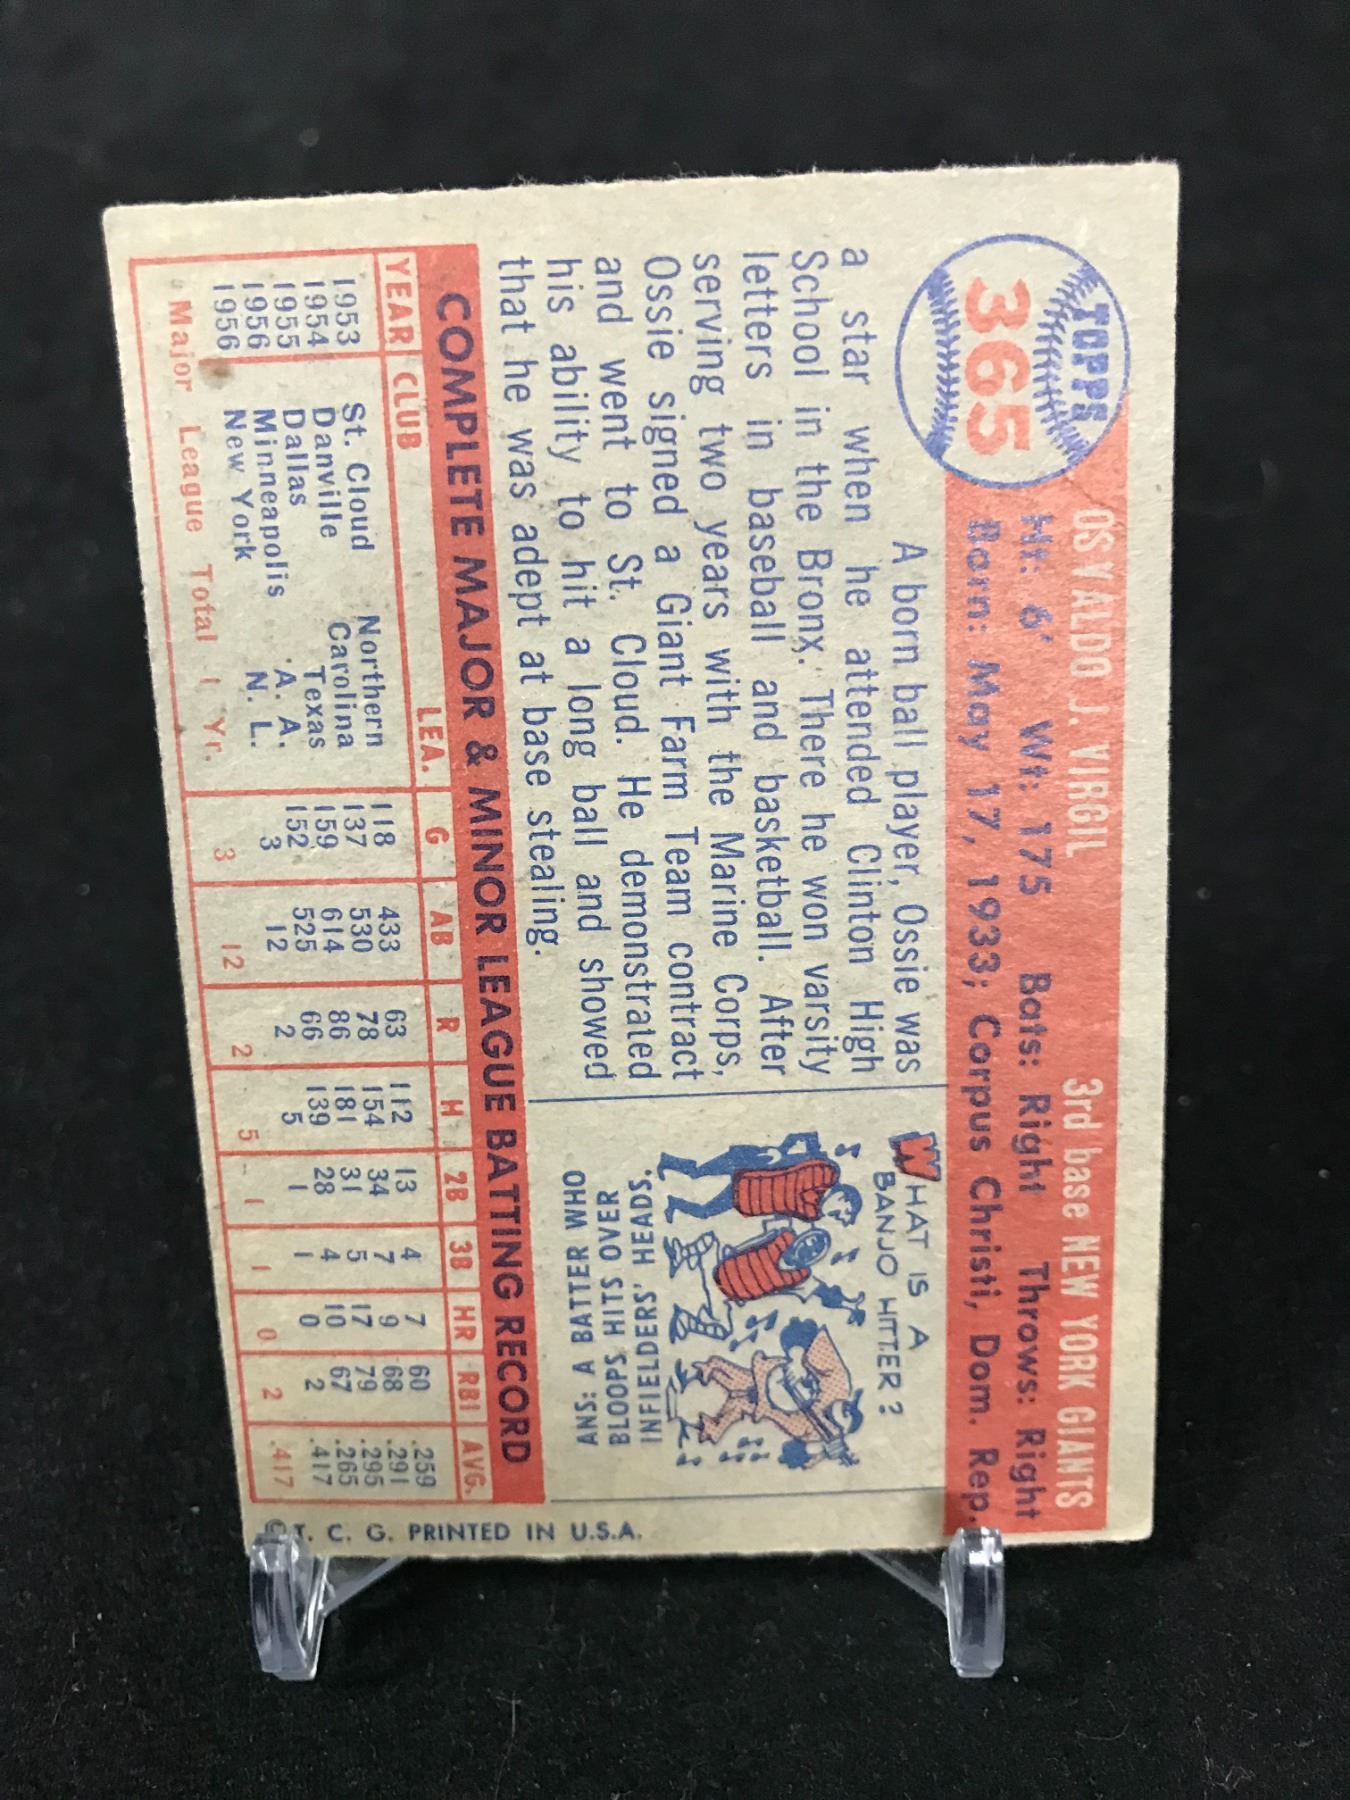 TOPPS
365
OSVALDO J. VIRGIL 3rd base NEW YORK GIANTS
Ht: 6' Wt: 175 Bats: Right Throws: Right
Born: May 17, 1933; Corpus Christi, Dom. Rep.
A born ball player, Ossie was
a star when he attended Clinton High
School in the Bronx. There he won varsity
letters in baseball and basketball. After
serving two years with the Marine Corps,
Ossie signed a Giant Farm Team contract
and went to St. Cloud. He demonstrated
his ability to hit a long ball and showed
that he was adept at base stealing.
WHAT IS A
BANJO HITTER?
ANS: A BATTER WHO
BLOOPS HITS OVER
INFIELDERS' HEADS.
COMPLETE MAJOR & MINOR LEAGUE BATTING RECORD
YEAR CLUB LEA. G AB R H 2B 3B HR RBI AVG.
1953 St. Cloud Northern 118 433 63 112 13 4 7 60 .259
1954 Danville Carolina 137 530 78 154 34 7 9 68 .291
1955 Dallas Texas 159 614 86 181 31 5 17 79 .295
1956 Minneapolis A. A. 152 525 66 139 28 4 10 67 .265
1956 New York N. L. 3 12 2 5 1 1 0 2 .417
Major League Total 1 Yr. 3 12 2 5 1 1 0 2 .417
© T. C. G. PRINTED IN U.S.A.